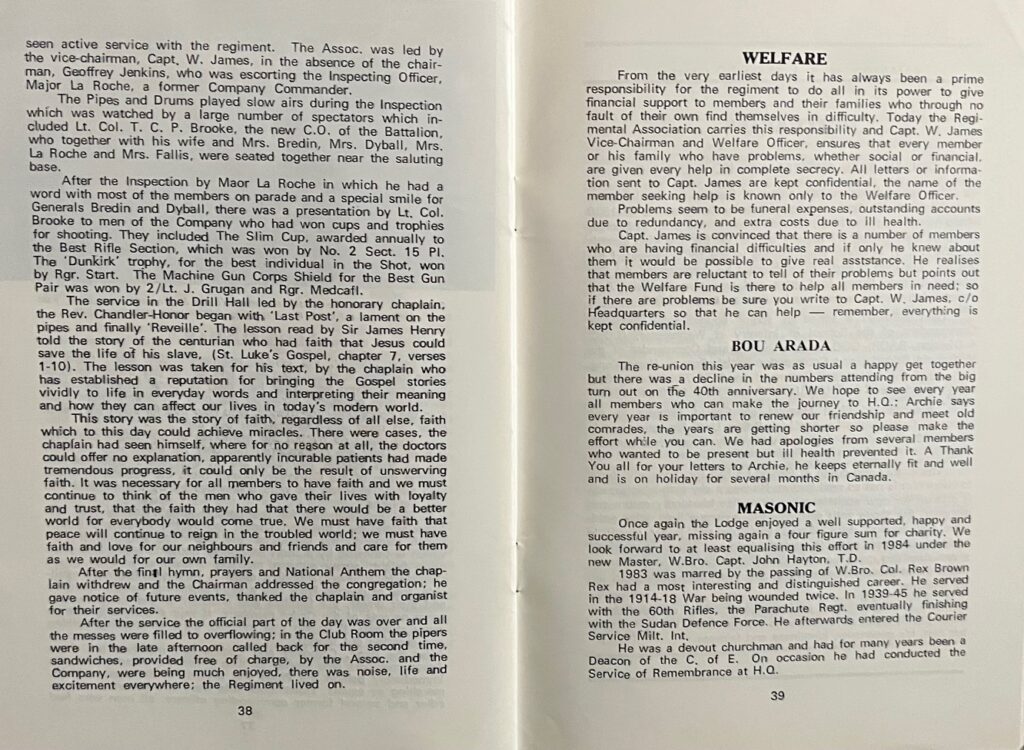 seen active service with the regiment. The Assoc. was led by
the vice-chairman, Capt. W. James, in the absence of the chair-
man, Geoffrey Jenkins, who was escorting the Inspecting Officer,
Major La Roche, a former Company Commander.
The Pipes and Drums played slow airs during the Inspection
which was watched by a large number of spectators which in-
cluded Lt. Col. T. C. P. Brooke, the new C.O. of the Battalion,
who together with his wife and Mrs. Bredin, Mrs. Dyball, Mrs.
La Roche and Mrs. Fallis, were seated together near the saluting
base.
After the Inspection by Maor La Roche in which he had a
word with most of the members on parade and a special smile for
Generals Bredin and Dyball, there was a presentation by Lt. Col.
Brooke to men of the Company who had won cups and trophies
for shooting. They included The Slim Cup, awarded annually to
the Best Rifle Section, which was won by No. 2 Sect. 15 Pl.
The 'Dunkirk' trophy, for the best individual in the Shot, won
by Rgr. Start. The Machine Gun Corps Shield for the Best Gun
Pair was won by 2/Lt. J. Grugan and Rgr. Medcafl.
The service in the Drill Hall led by the honorary chaplain,
the Rev. Chandler-Honor began with 'Last Post', a lament on the
pipes and finally 'Reveille'. The lesson read by Sir James Henry
told the story of the centurian who had faith that Jesus could
save the life of his slave, (St. Luke's Gospel, chapter 7, verses
1-10). The lesson was taken for his text, by the chaplain who
has established a reputation for bringing the Gospel stories
vividly to life in everyday words and interpreting their meaning
and how they can affect our lives in today's modern world.
This story was the story of faith, regardless of all else, faith
which to this day could achieve miracles. There were cases, the
chaplain had seen himself, where for no reason at all, the doctors
could offer no explanation, apparently incurable patients had made
tremendous progress, it could only be the result of unswerving
faith. It was necessary for all members to have faith and we must
continue to think of the men who gave their lives with loyalty
and trust, that the faith they had that there would be a better
world for everybody would come true. We must have faith that
peace will continue to reign in the troubled world; we must have
faith and love for our neighbours and friends and care for them
as we would for our own family.
After the final hymn, prayers and National Anthem the chap-
lain withdrew and the Chairman addressed the congregation; he
gave notice of future events, thanked the chaplain and organist
for their services.
After the service the official part of the day was over and all
the messes were filled to overflowing; in the Club Room the pipers
were in the late afternoon called back for the second time,
sandwiches, provided free of charge, by the Assoc. and the
Company, were being much enjoyed, there was noise, life and
excitement everywhere; the Regiment lived on.
38
WELFARE
From the very earliest days it has always been a prime
responsibility for the regiment to do all in its power to give
financial support to members and their families who through no
fault of their own find themselves in difficulty. Today the Regi-
mental Association carries this responsibility and Capt. W. James
Vice-Chairman and Welfare Officer, ensures that every member
or his family who have problems, whether social or financial,
are given every help in complete secrecy. All letters or informa-
tion sent to Capt. James are kept confidential, the name of the
member seeking help is known only to the Welfare Officer.
Problems seem to be funeral expenses, outstanding accounts
due to redundancy, and extra costs due to ill health.
Capt. James is convinced that there is a number of members
who are having financial difficulties and if only he knew about
them it would be possible to give real asststance. He realises
that members are reluctant to tell of their problems but points out
that the Welfare Fund is there to help all members in need; so
if there are problems be sure you write to Capt. W. James, c/o
Headquarters so that he can help — remember, everything is
kept confidential.
BOU ARADA
The re-union this year was as usual a happy get together
but there was a decline in the numbers attending from the big
turn out on the 40th anniversary. We hope to see every year
all members who can make the journey to H.Q.; Archie says
every year is important to renew our friendship and meet old
comrades, the years are getting shorter so please make the
effort while you can. We had apologies from several members
who wanted to be present but ill health prevented it. A Thank
You all for your letters to Archie, he keeps eternally fit and well
and is on holiday for several months in Canada.
MASONIC
Once again the Lodge enjoyed a well supported, happy and
successful year, missing again a four figure sum for charity. We
look forward to at least equalising this effort in 1984 under the
new Master, W.Bro. Capt. John Hayton, T.D.
1983 was marred by the passing of W.Bro. Col. Rex Brown
Rex had a most interesting and distinguished career. He served
in the 1914-18 War being wounded twice. In 1939-45 he served
with the 60th Rifles, the Parachute Regt. eventually finishing
with the Sudan Defence Force. He afterwards entered the Courier
Service Milt. Int.
He was a devout churchman and had for many years been a
Deacon of the C. of E. On occasion he had conducted the
Service of Remembrance at H.Q.
39